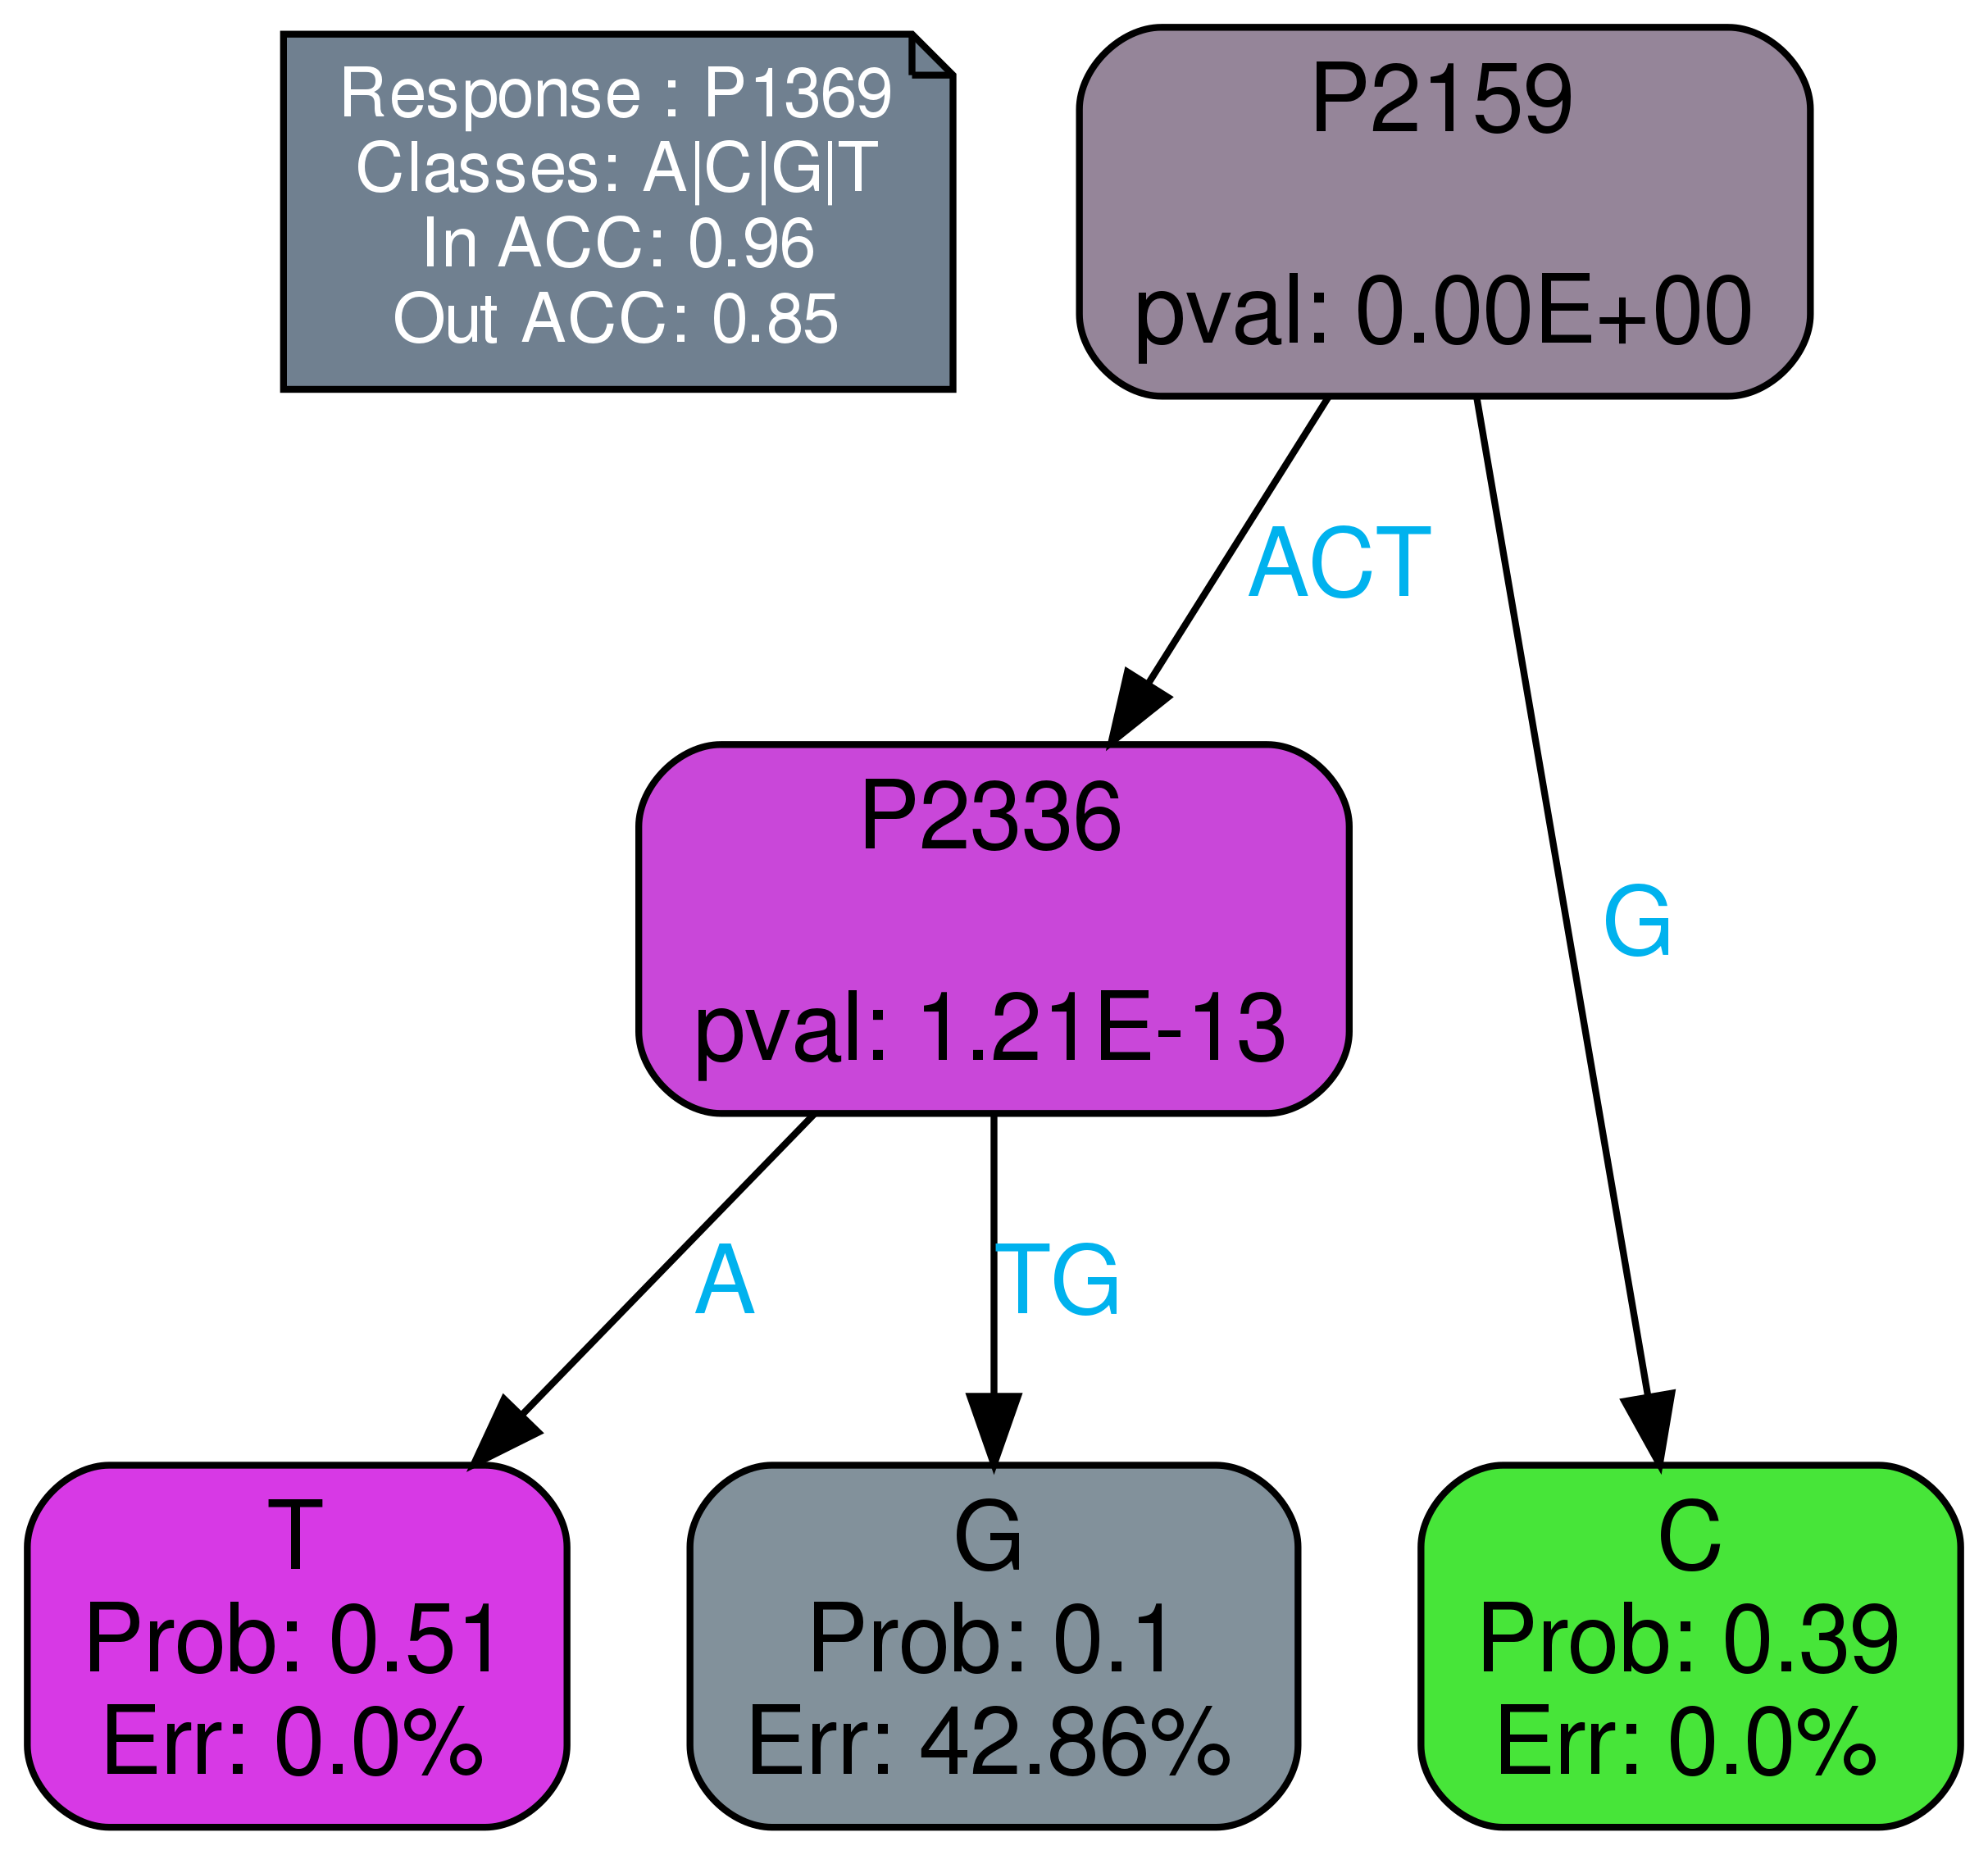 Response : P1369
Classes: A|C|G|T
In ACC: 0.96
Out ACC: 0.85
P2159
pval: 0.00E+00
ACT
G
P2336
pval: 1.21E-13
A
TG
T
Prob: 0.51
Err: 0.0%
G
Prob: 0.1
Err: 42.86%
C
Prob: 0.39
Err: 0.0%